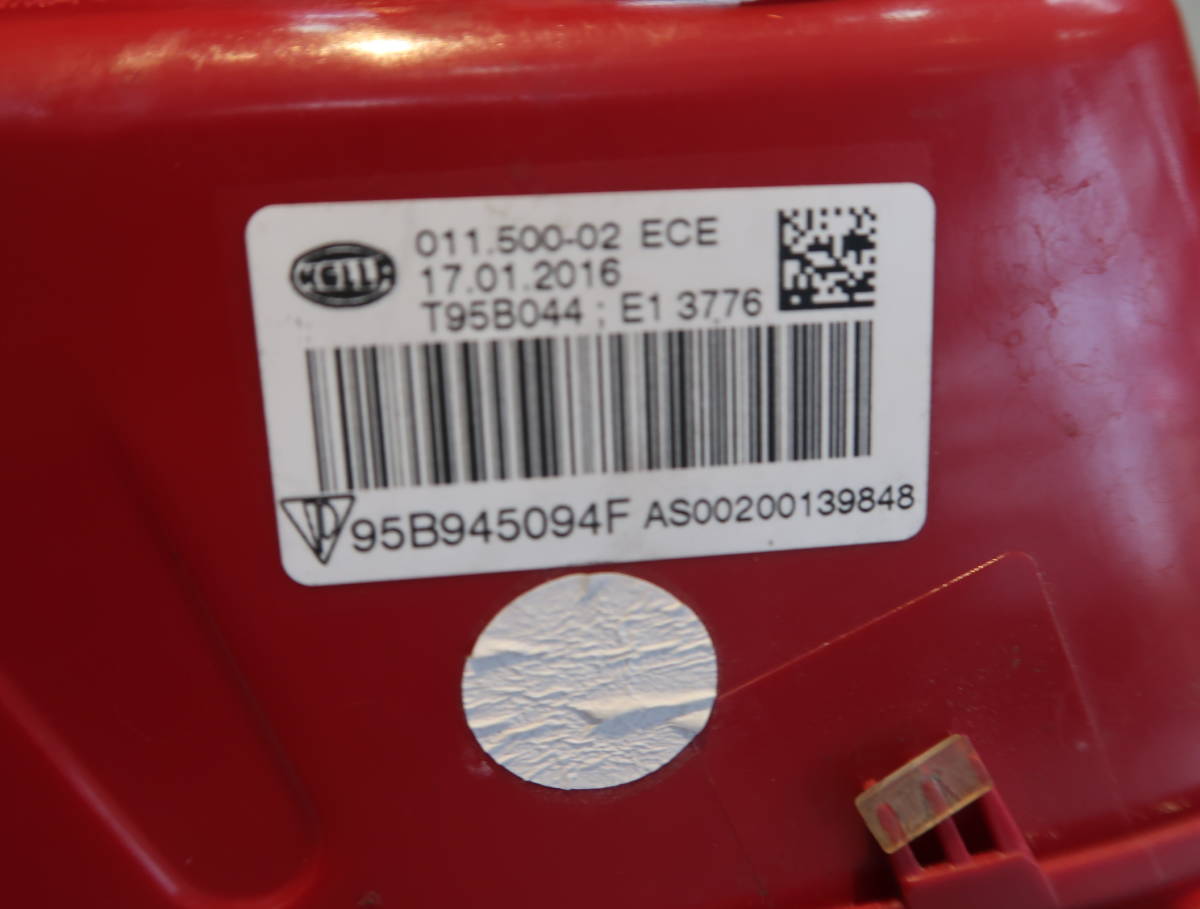 HELLA
011.500-02 ECE
17.01.2016
T95B044 ; E1 3776
95B945094F AS00200139848